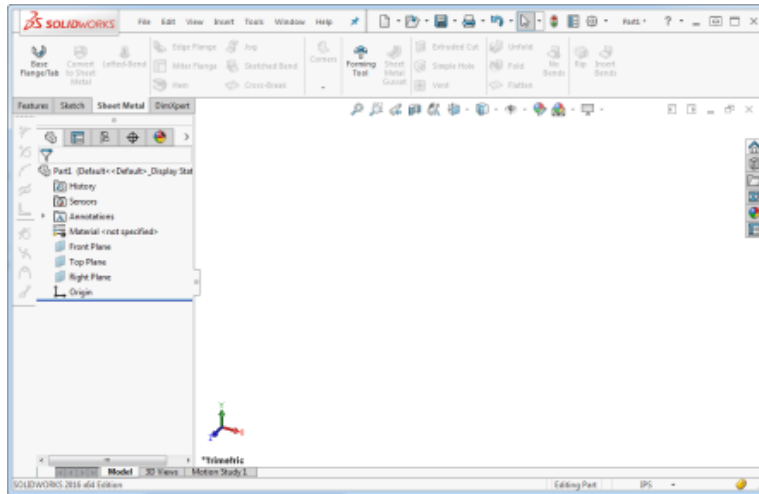 SOLIDWORKS File Edit View Insert Tools Window Help Part1
Base Flange/Tab
Convert to Sheet Metal
Lofted-Bend
Edge Flange
Miter Flange
Hem
Jog
Sketched Bend
Cross-Break
Corners
Forming Tool
Sheet Metal Gusset
Extruded Cut
Simple Hole
Vent
Unfold
Fold
Flatten
No Bends
Rip
Insert Bends
Features Sketch Sheet Metal DimXpert
Part1 (Default<<Default>_Display Stat
History
Sensors
Annotations
Material <not specified>
Front Plane
Top Plane
Right Plane
Origin
*Trimetric
Model 3D Views Motion Study 1
SOLIDWORKS 2016 x64 Edition Editing Part IPS